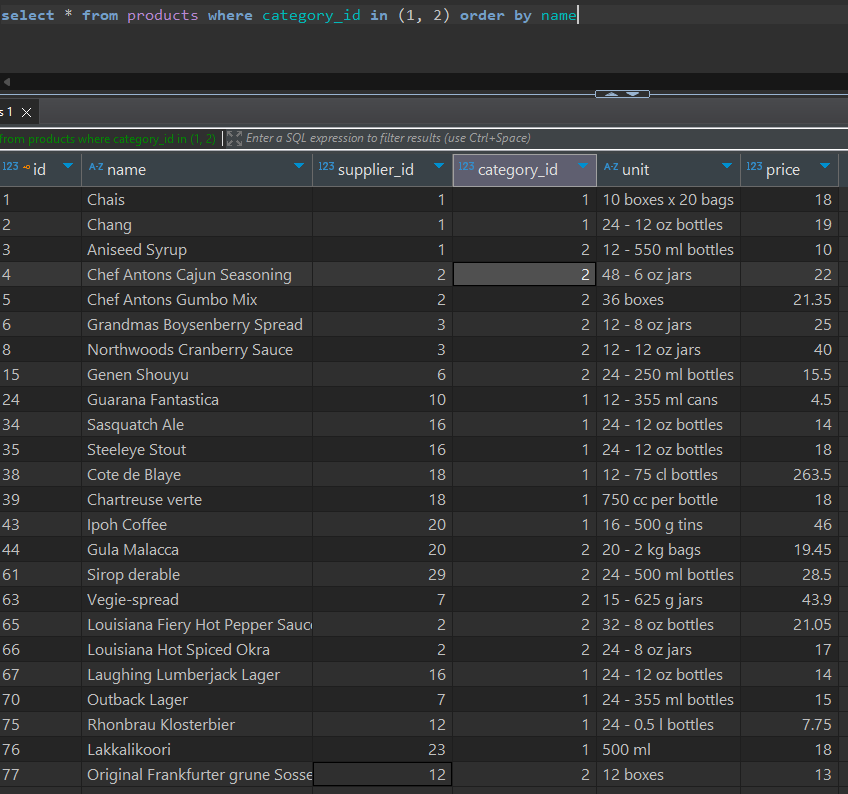 select * from products where category_id in (1, 2) order by name
s 1
from products where category_id in (1, 2) Enter a SQL expression to filter results (use Ctrl+Space)
123 id A-Z name 123 supplier_id 123 category_id A-Z unit 123 price
1 Chais 1 1 10 boxes x 20 bags 18
2 Chang 1 1 24 - 12 oz bottles 19
3 Aniseed Syrup 1 2 12 - 550 ml bottles 10
4 Chef Antons Cajun Seasoning 2 2 48 - 6 oz jars 22
5 Chef Antons Gumbo Mix 2 2 36 boxes 21.35
6 Grandmas Boysenberry Spread 3 2 12 - 8 oz jars 25
8 Northwoods Cranberry Sauce 3 2 12 - 12 oz jars 40
15 Genen Shouyu 6 2 24 - 250 ml bottles 15.5
24 Guarana Fantastica 10 1 12 - 355 ml cans 4.5
34 Sasquatch Ale 16 1 24 - 12 oz bottles 14
35 Steeleye Stout 16 1 24 - 12 oz bottles 18
38 Cote de Blaye 18 1 12 - 75 cl bottles 263.5
39 Chartreuse verte 18 1 750 cc per bottle 18
43 Ipoh Coffee 20 1 16 - 500 g tins 46
44 Gula Malacca 20 2 20 - 2 kg bags 19.45
61 Sirop derable 29 2 24 - 500 ml bottles 28.5
63 Vegie-spread 7 2 15 - 625 g jars 43.9
65 Louisiana Fiery Hot Pepper Sauc 2 2 32 - 8 oz bottles 21.05
66 Louisiana Hot Spiced Okra 2 2 24 - 8 oz jars 17
67 Laughing Lumberjack Lager 16 1 24 - 12 oz bottles 14
70 Outback Lager 7 1 24 - 355 ml bottles 15
75 Rhonbrau Klosterbier 12 1 24 - 0.5 l bottles 7.75
76 Lakkalikoori 23 1 500 ml 18
77 Original Frankfurter grune Sosse 12 2 12 boxes 13